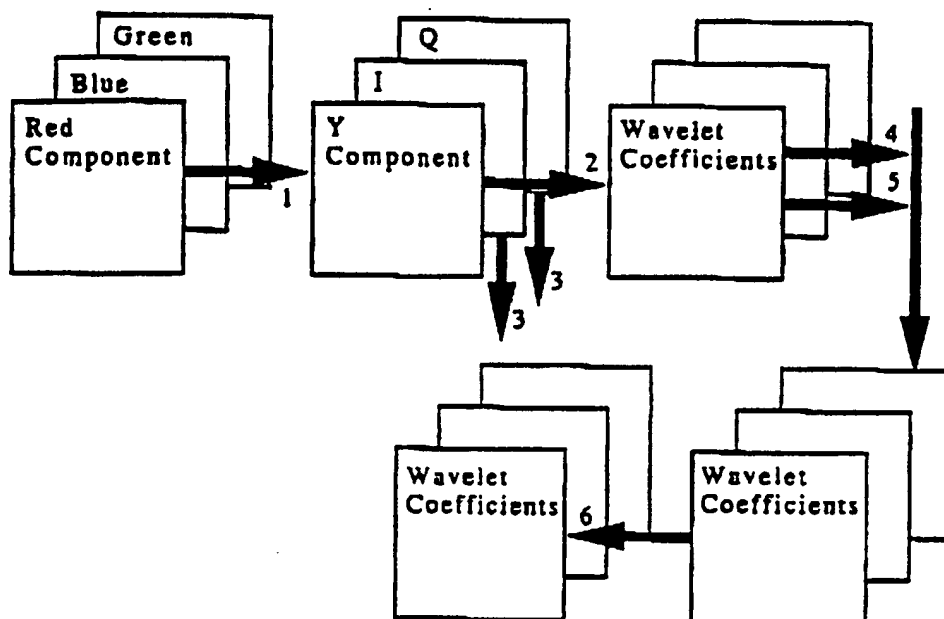 Green
Blue
Red
Component
1
Q
I
Y
Component
2
3
3
Wavelet
Coefficients
4
5
Wavelet
Coefficients
6
Wavelet
Coefficients